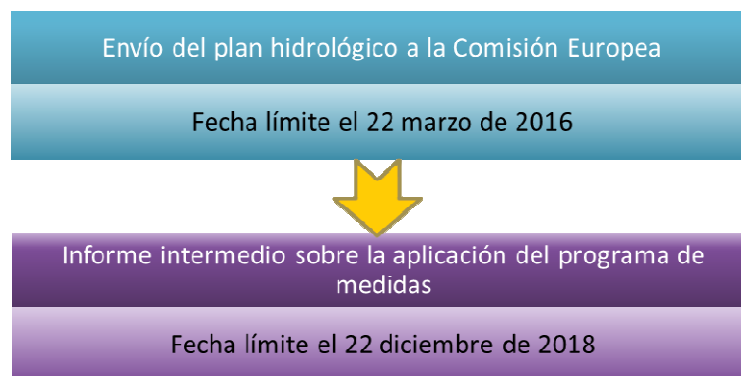 Envío del plan hidrológico a la Comisión Europea
Fecha límite el 22 marzo de 2016
Informe intermedio sobre la aplicación del programa de
medidas
Fecha límite el 22 diciembre de 2018